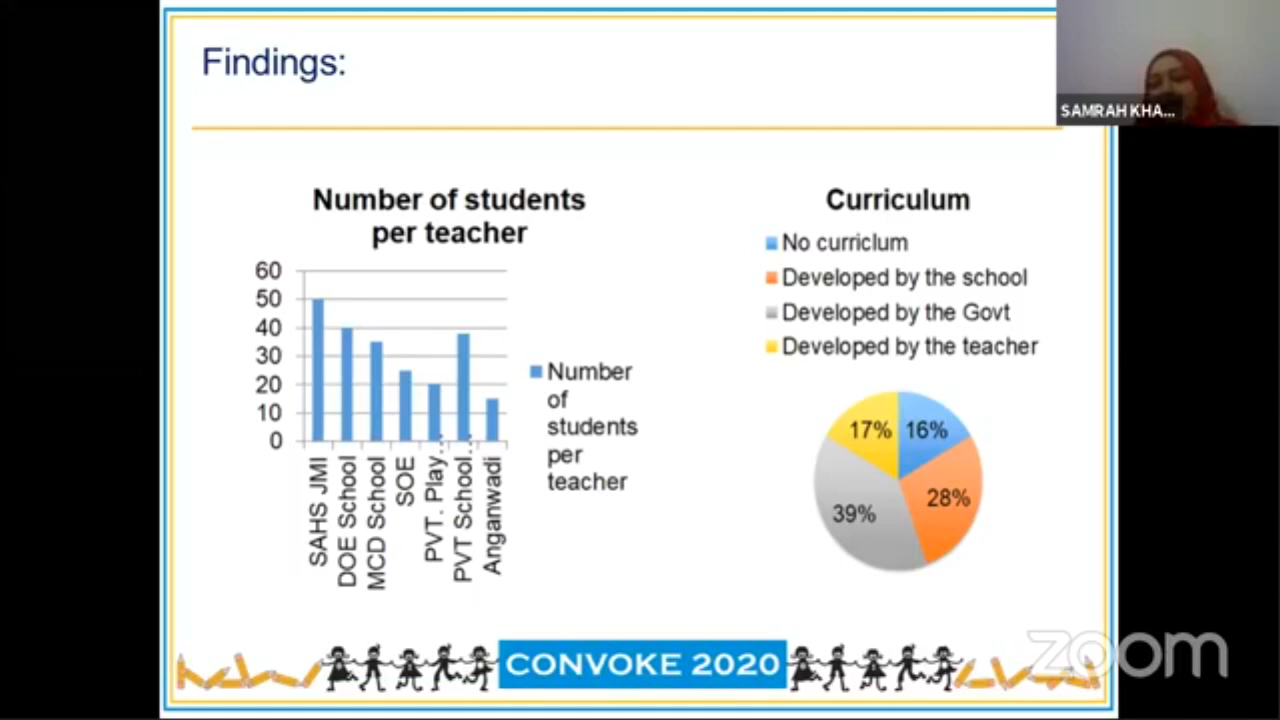 Findings:
SAMRAH KHA...
Number of students
per teacher
60
50
40
30
20
10
0
SAHS JMI
DOE School
MCD School
SOE
PVT. Play...
PVT School...
Anganwadi
Number
of
students
per
teacher
Curriculum
No curriclum
Developed by the school
Developed by the Govt
Developed by the teacher
17%
16%
28%
39%
CONVOKE 2020
zoom